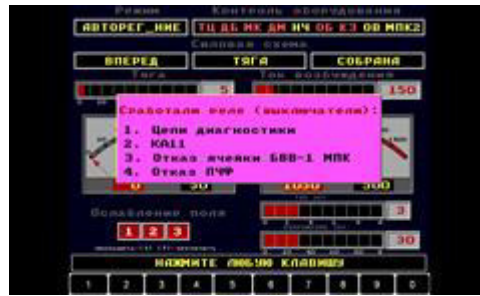 Режим Контроль оборудования
АВТОРЕГ_НИЕ ТЦ ДБ МК ДМ НЧ ОБ КЗ ОВ МПК2
Силовая схема
ВПЕРЕД ТЯГА СОБРАНА
Тяга Ток возбуждения
5 150
Сработали реле (выключатели):
1. Цепи диагностики
2. КА11
3. Отказ ячейки БВВ-1 МПК
4. Отказ ПЧФ
0 50 1050 500
Ослабление поля
3
1 2 3
30
НАЖМИТЕ ЛЮБУЮ КЛАВИШУ
1 2 3 4 5 6 7 8 9 0